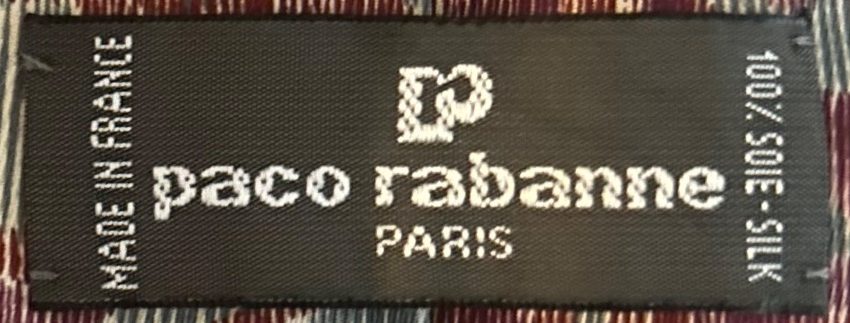 MADE IN FRANCE
paco rabanne
PARIS
100% SOIE-SILK